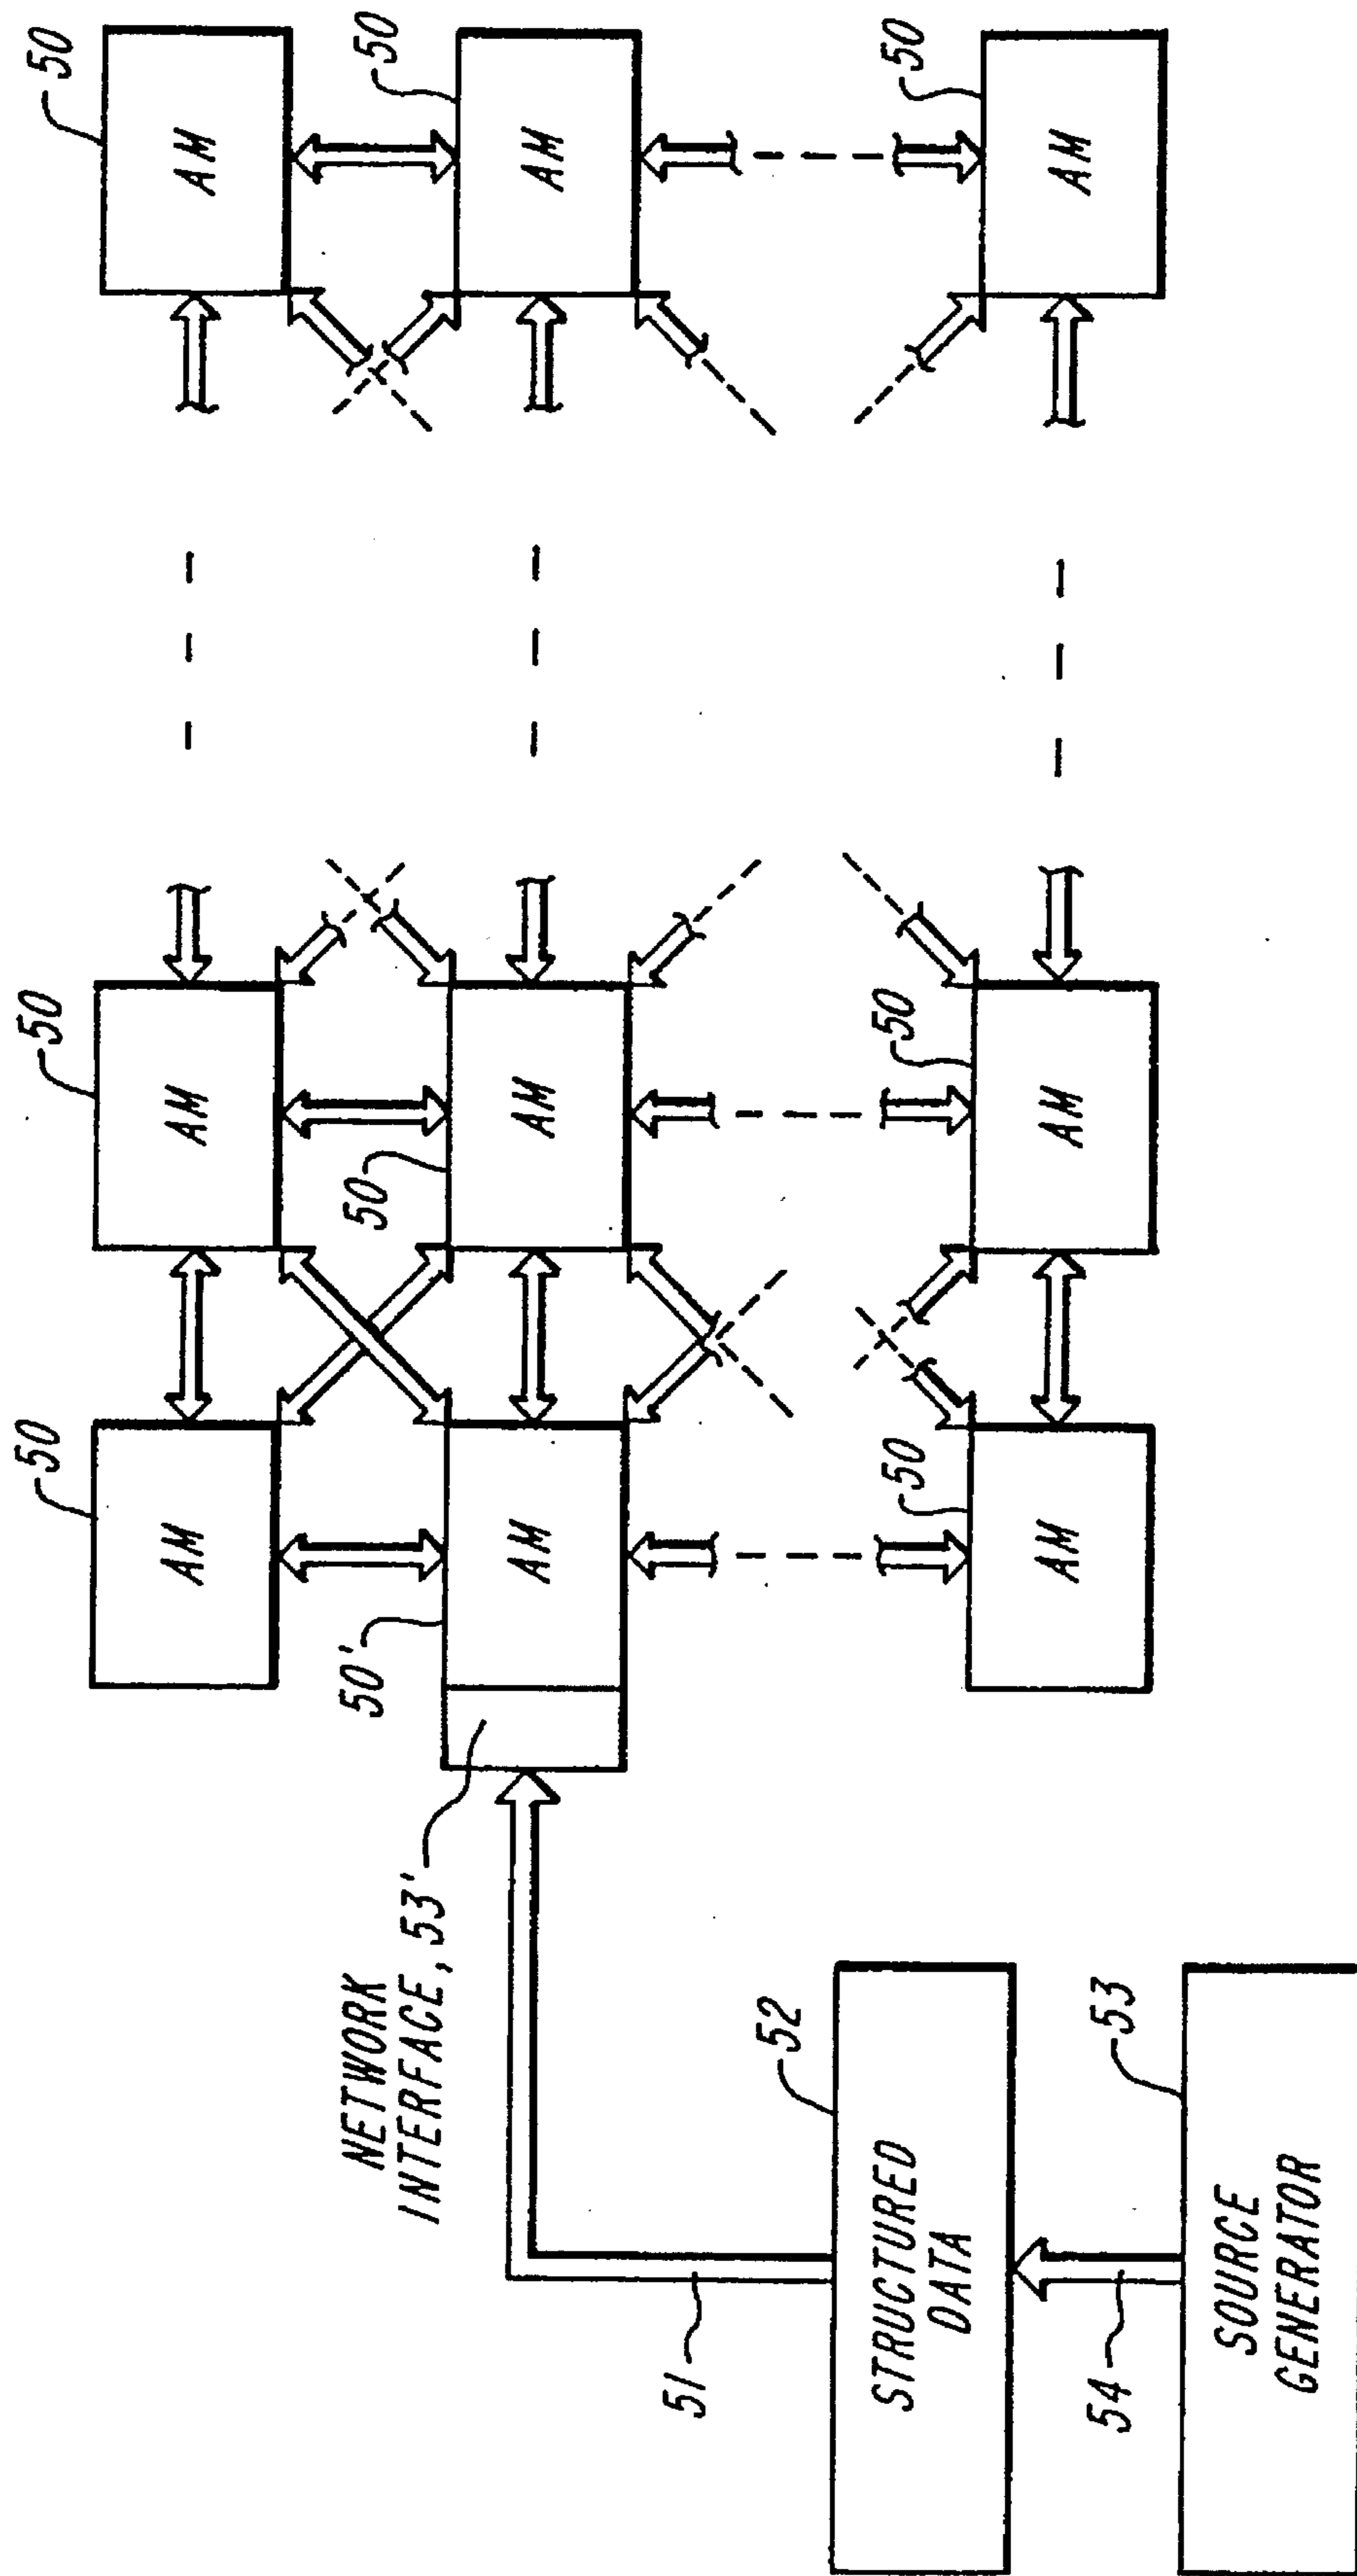 50
50
50
AM
AM
AM
NETWORK
INTERFACE, 53'
50'
50
50
AM
AM
AM
51
52
STRUCTURED
DATA
50
50
50
AM
AM
AM
54
53
SOURCE
GENERATOR